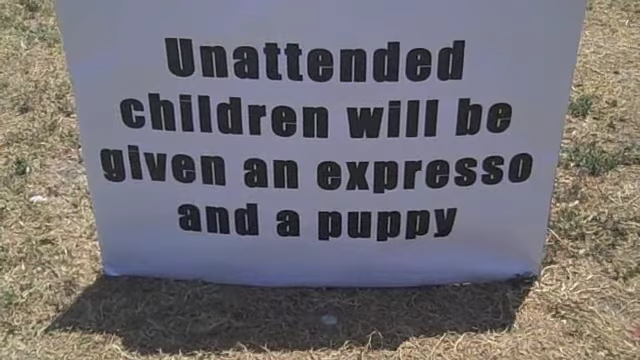 Unattended
children will be
given an expresso
and a puppy